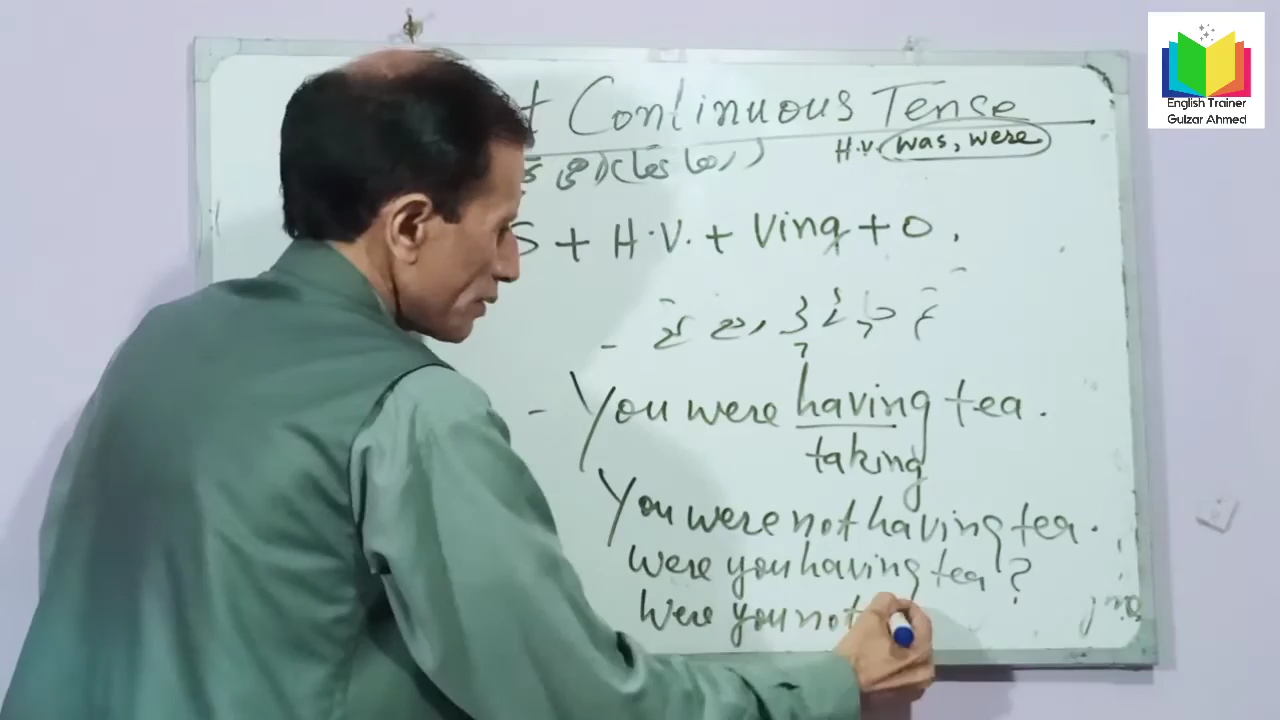 t Continuous Tense
H.V. was, were
S + H.V. + Ving + O.
- You were having tea.
taking
You were not having tea.
Were you having tea?
Were you not
English Trainer
Gulzar Ahmed